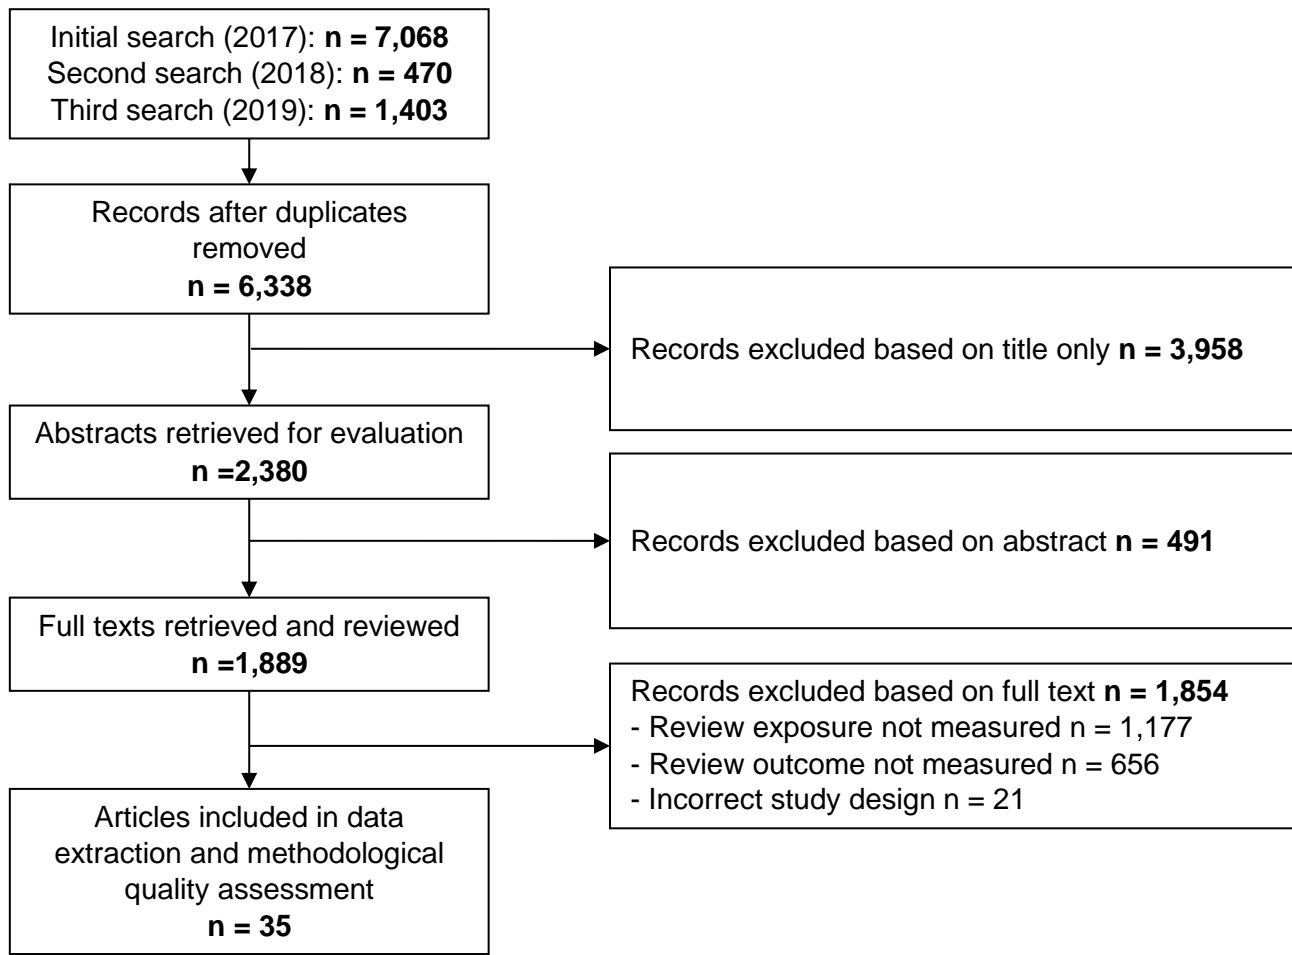 Initial search (2017): n = 7,068
Second search (2018): n = 470
Third search (2019): n = 1,403
Records after duplicates
removed
n = 6,338
Records excluded based on title only n = 3,958
Abstracts retrieved for evaluation
n =2,380
Records excluded based on abstract n = 491
Full texts retrieved and reviewed
n =1,889
Records excluded based on full text n = 1,854
- Review exposure not measured n = 1,177
- Review outcome not measured n = 656
- Incorrect study design n = 21
Articles included in data
extraction and methodological
quality assessment
n = 35